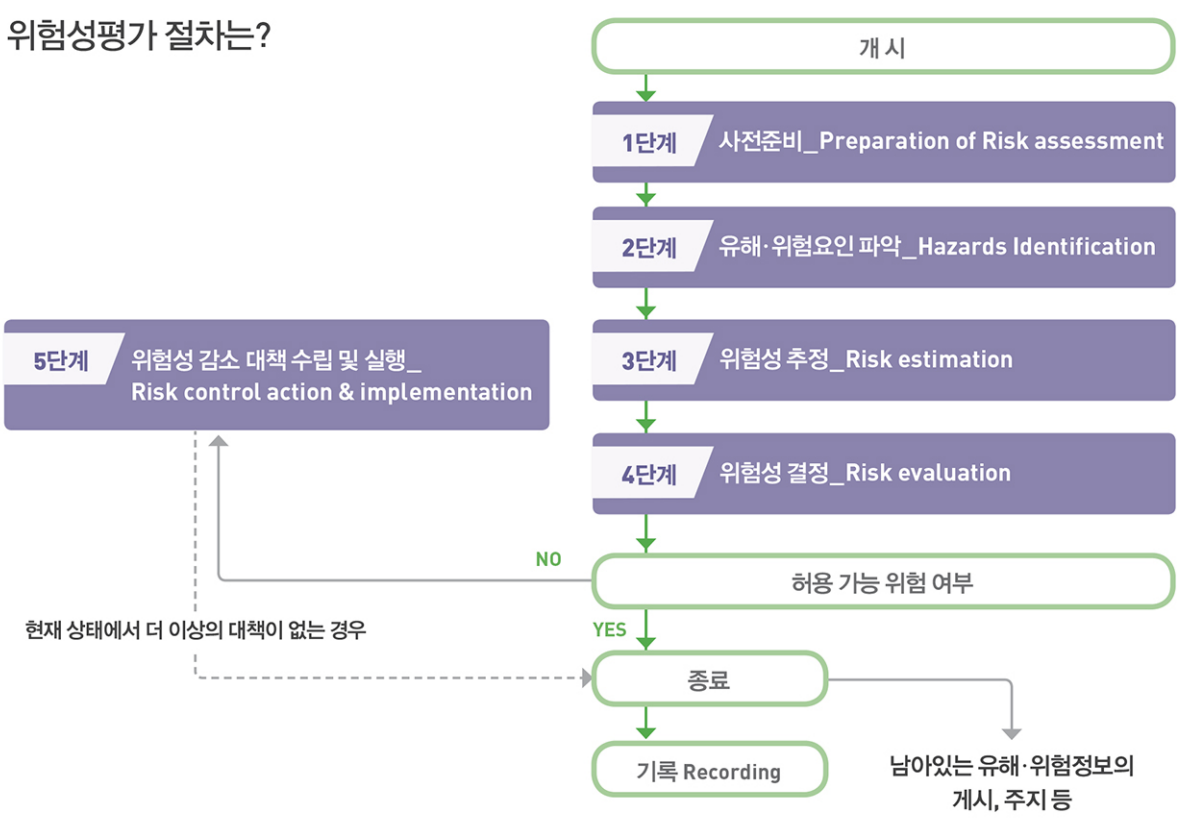 위험성평가 절차는?
개 시
1단계 사전준비_Preparation of Risk assessment
2단계 유해·위험요인 파악_Hazards Identification
3단계 위험성 추정_Risk estimation
4단계 위험성 결정_Risk evaluation
5단계 위험성 감소 대책 수립 및 실행_
Risk control action & implementation
NO
허용 가능 위험 여부
현재 상태에서 더 이상의 대책이 없는 경우
YES
종료
기록 Recording
남아있는 유해·위험정보의
게시, 주지 등